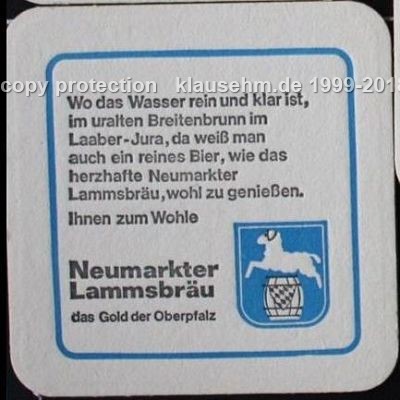 copy protection klausehm.de 1999-201
Wo das Wasser rein und klar ist,
im uralten Breitenbrunn im
Laaber-Jura, da weiß man
auch ein reines Bier, wie das
herzhafte Neumarkter
Lammsbräu, wohl zu genießen.
Ihnen zum Wohle
Neumarkter
Lammsbräu
das Gold der Oberpfalz